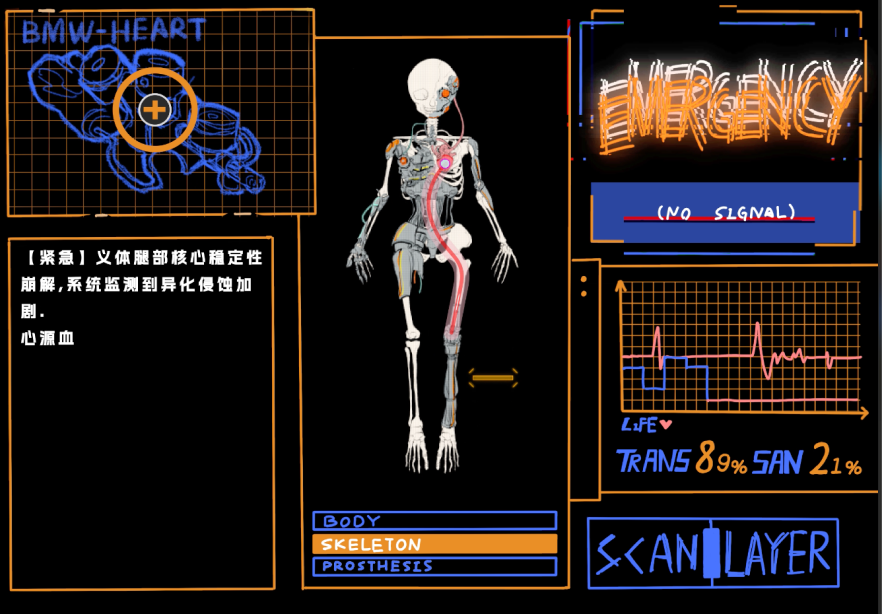 BMW-HEART
EMERGENCY
(NO SIGNAL)
【紧急】义体腿部核心稳定性
崩解,系统监测到异化侵蚀加
剧.
心源血
LIFE
TRANS 89% SAN 21%
BODY
SKELETON
PROSTHESIS
SCAN LAYER